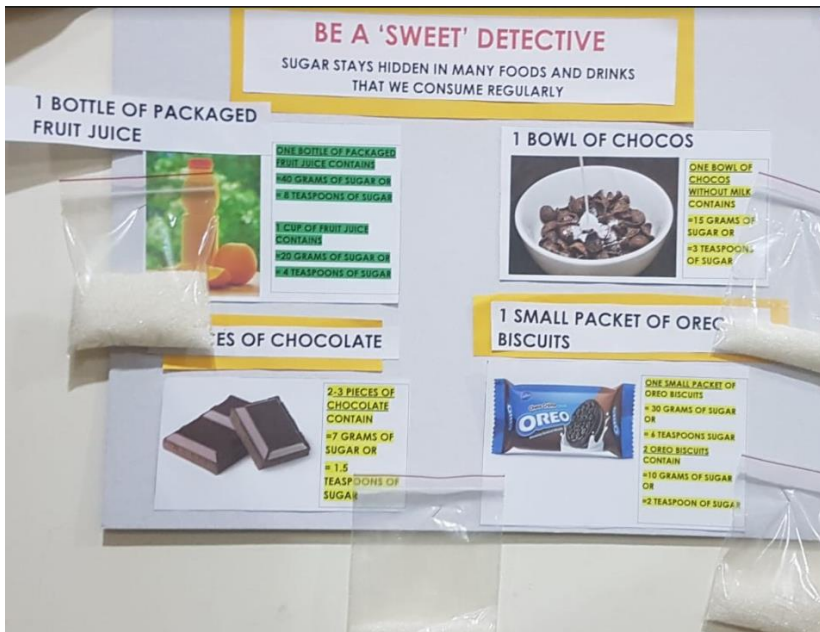 BE A 'SWEET' DETECTIVE
SUGAR STAYS HIDDEN IN MANY FOODS AND DRINKS
THAT WE CONSUME REGULARLY
1 BOTTLE OF PACKAGED
FRUIT JUICE
ONE BOTTLE OF PACKAGED
FRUIT JUICE CONTAINS
=40 GRAMS OF SUGAR OR
= 8 TEASPOONS OF SUGAR
1 CUP OF FRUIT JUICE
CONTAINS
=20 GRAMS OF SUGAR OR
= 4 TEASPOONS OF SUGAR
1 BOWL OF CHOCOS
ONE BOWL OF
CHOCOS
WITHOUT MILK
CONTAINS
=15 GRAMS OF
SUGAR OR
=3 TEASPOONS
OF SUGAR
CES OF CHOCOLATE
2-3 PIECES OF
CHOCOLATE
CONTAIN
=7 GRAMS OF
SUGAR OR
= 1.5
TEASPOONS OF
SUGAR
1 SMALL PACKET OF OREO
BISCUITS
OREO
ONE SMALL PACKET OF
OREO BISCUITS
= 30 GRAMS OF SUGAR
OR
= 6 TEASPOONS SUGAR
2 OREO BISCUITS
CONTAIN
=10 GRAMS OF SUGAR
OR
=2 TEASPOON OF SUGAR